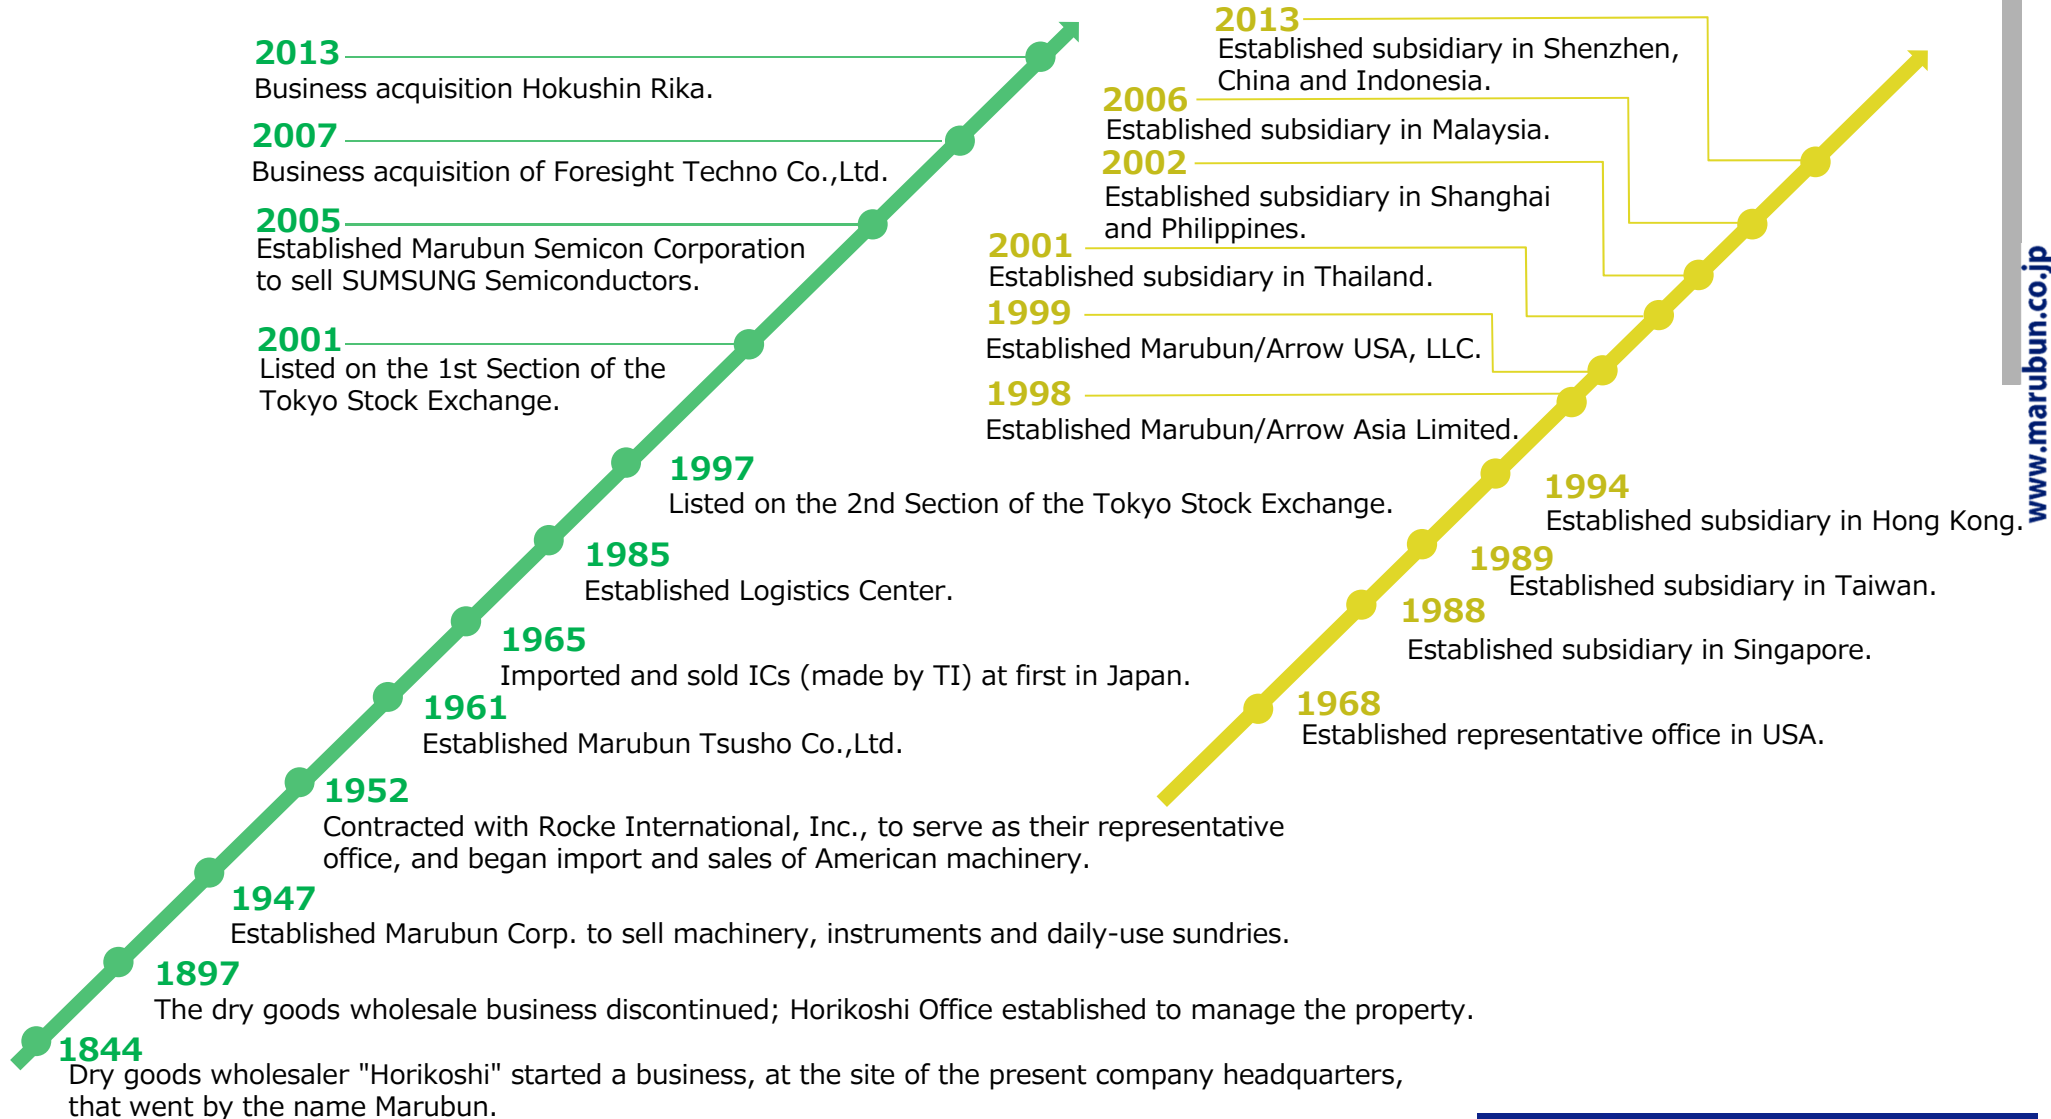 2013
Business acquisition Hokushin Rika.
2007
Business acquisition of Foresight Techno Co.,Ltd.
2005
Established Marubun Semicon Corporation
to sell SUMSUNG Semiconductors.
2001
Listed on the 1st Section of the
Tokyo Stock Exchange.
1997
Listed on the 2nd Section of the Tokyo Stock Exchange.
1985
Established Logistics Center.
1965
Imported and sold ICs (made by TI) at first in Japan.
1961
Established Marubun Tsusho Co.,Ltd.
1952
Contracted with Rocke International, Inc., to serve as their representative
office, and began import and sales of American machinery.
1947
Established Marubun Corp. to sell machinery, instruments and daily-use sundries.
1897
The dry goods wholesale business discontinued; Horikoshi Office established to manage the property.
1844
Dry goods wholesaler "Horikoshi" started a business, at the site of the present company headquarters,
that went by the name Marubun.
2013
Established subsidiary in Shenzhen,
China and Indonesia.
2006
Established subsidiary in Malaysia.
2002
Established subsidiary in Shanghai
and Philippines.
2001
Established subsidiary in Thailand.
1999
Established Marubun/Arrow USA, LLC.
1998
Established Marubun/Arrow Asia Limited.
1994
Established subsidiary in Hong Kong.
1989
Established subsidiary in Taiwan.
1988
Established subsidiary in Singapore.
1968
Established representative office in USA.
www.marubun.co.jp